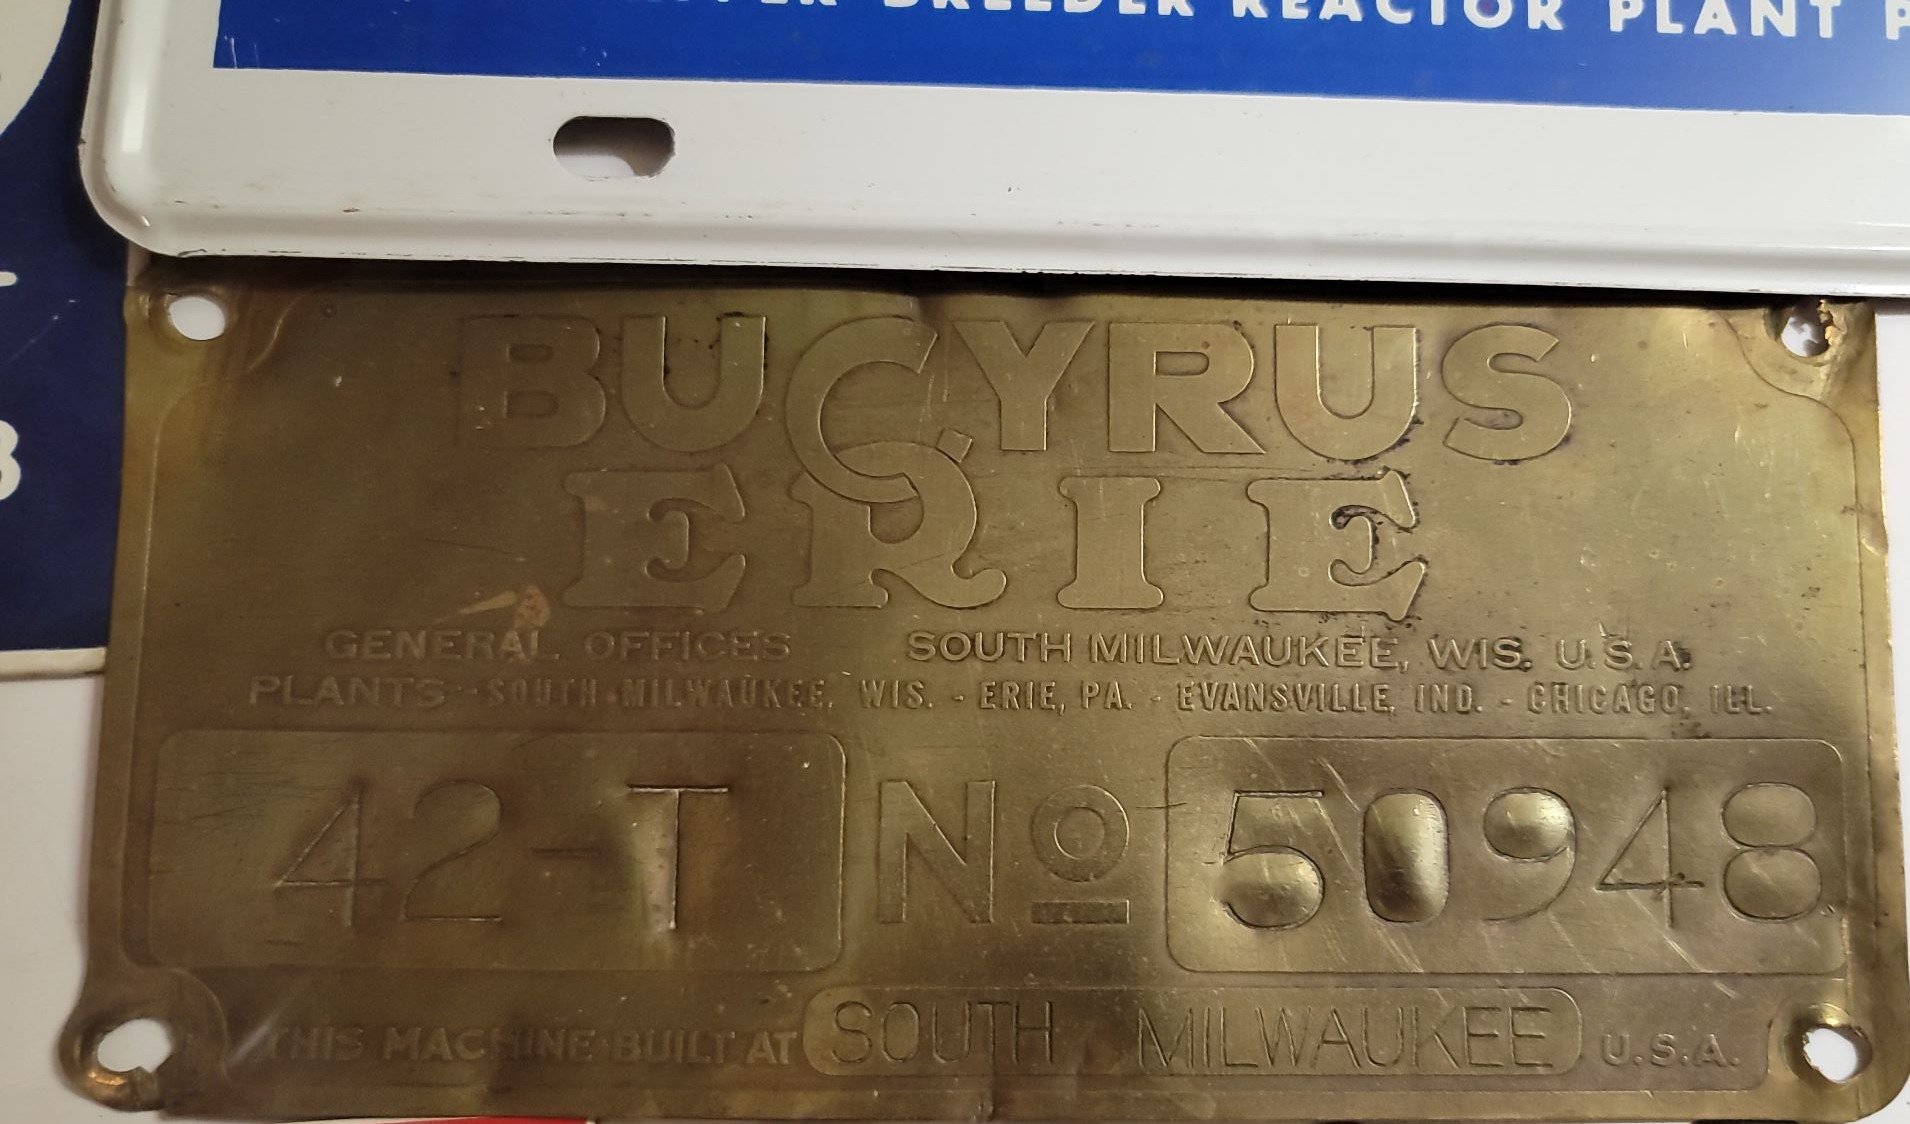 BREEDER REACTOR PLANT
BUCYRUS
ERIE
GENERAL OFFICES SOUTH MILWAUKEE, WIS. U.S.A.
PLANTS - SOUTH MILWAUKEE, WIS. - ERIE, PA. - EVANSVILLE, IND. - CHICAGO, ILL.
42-T No 50948
THIS MACHINE BUILT AT SOUTH MILWAUKEE U.S.A.